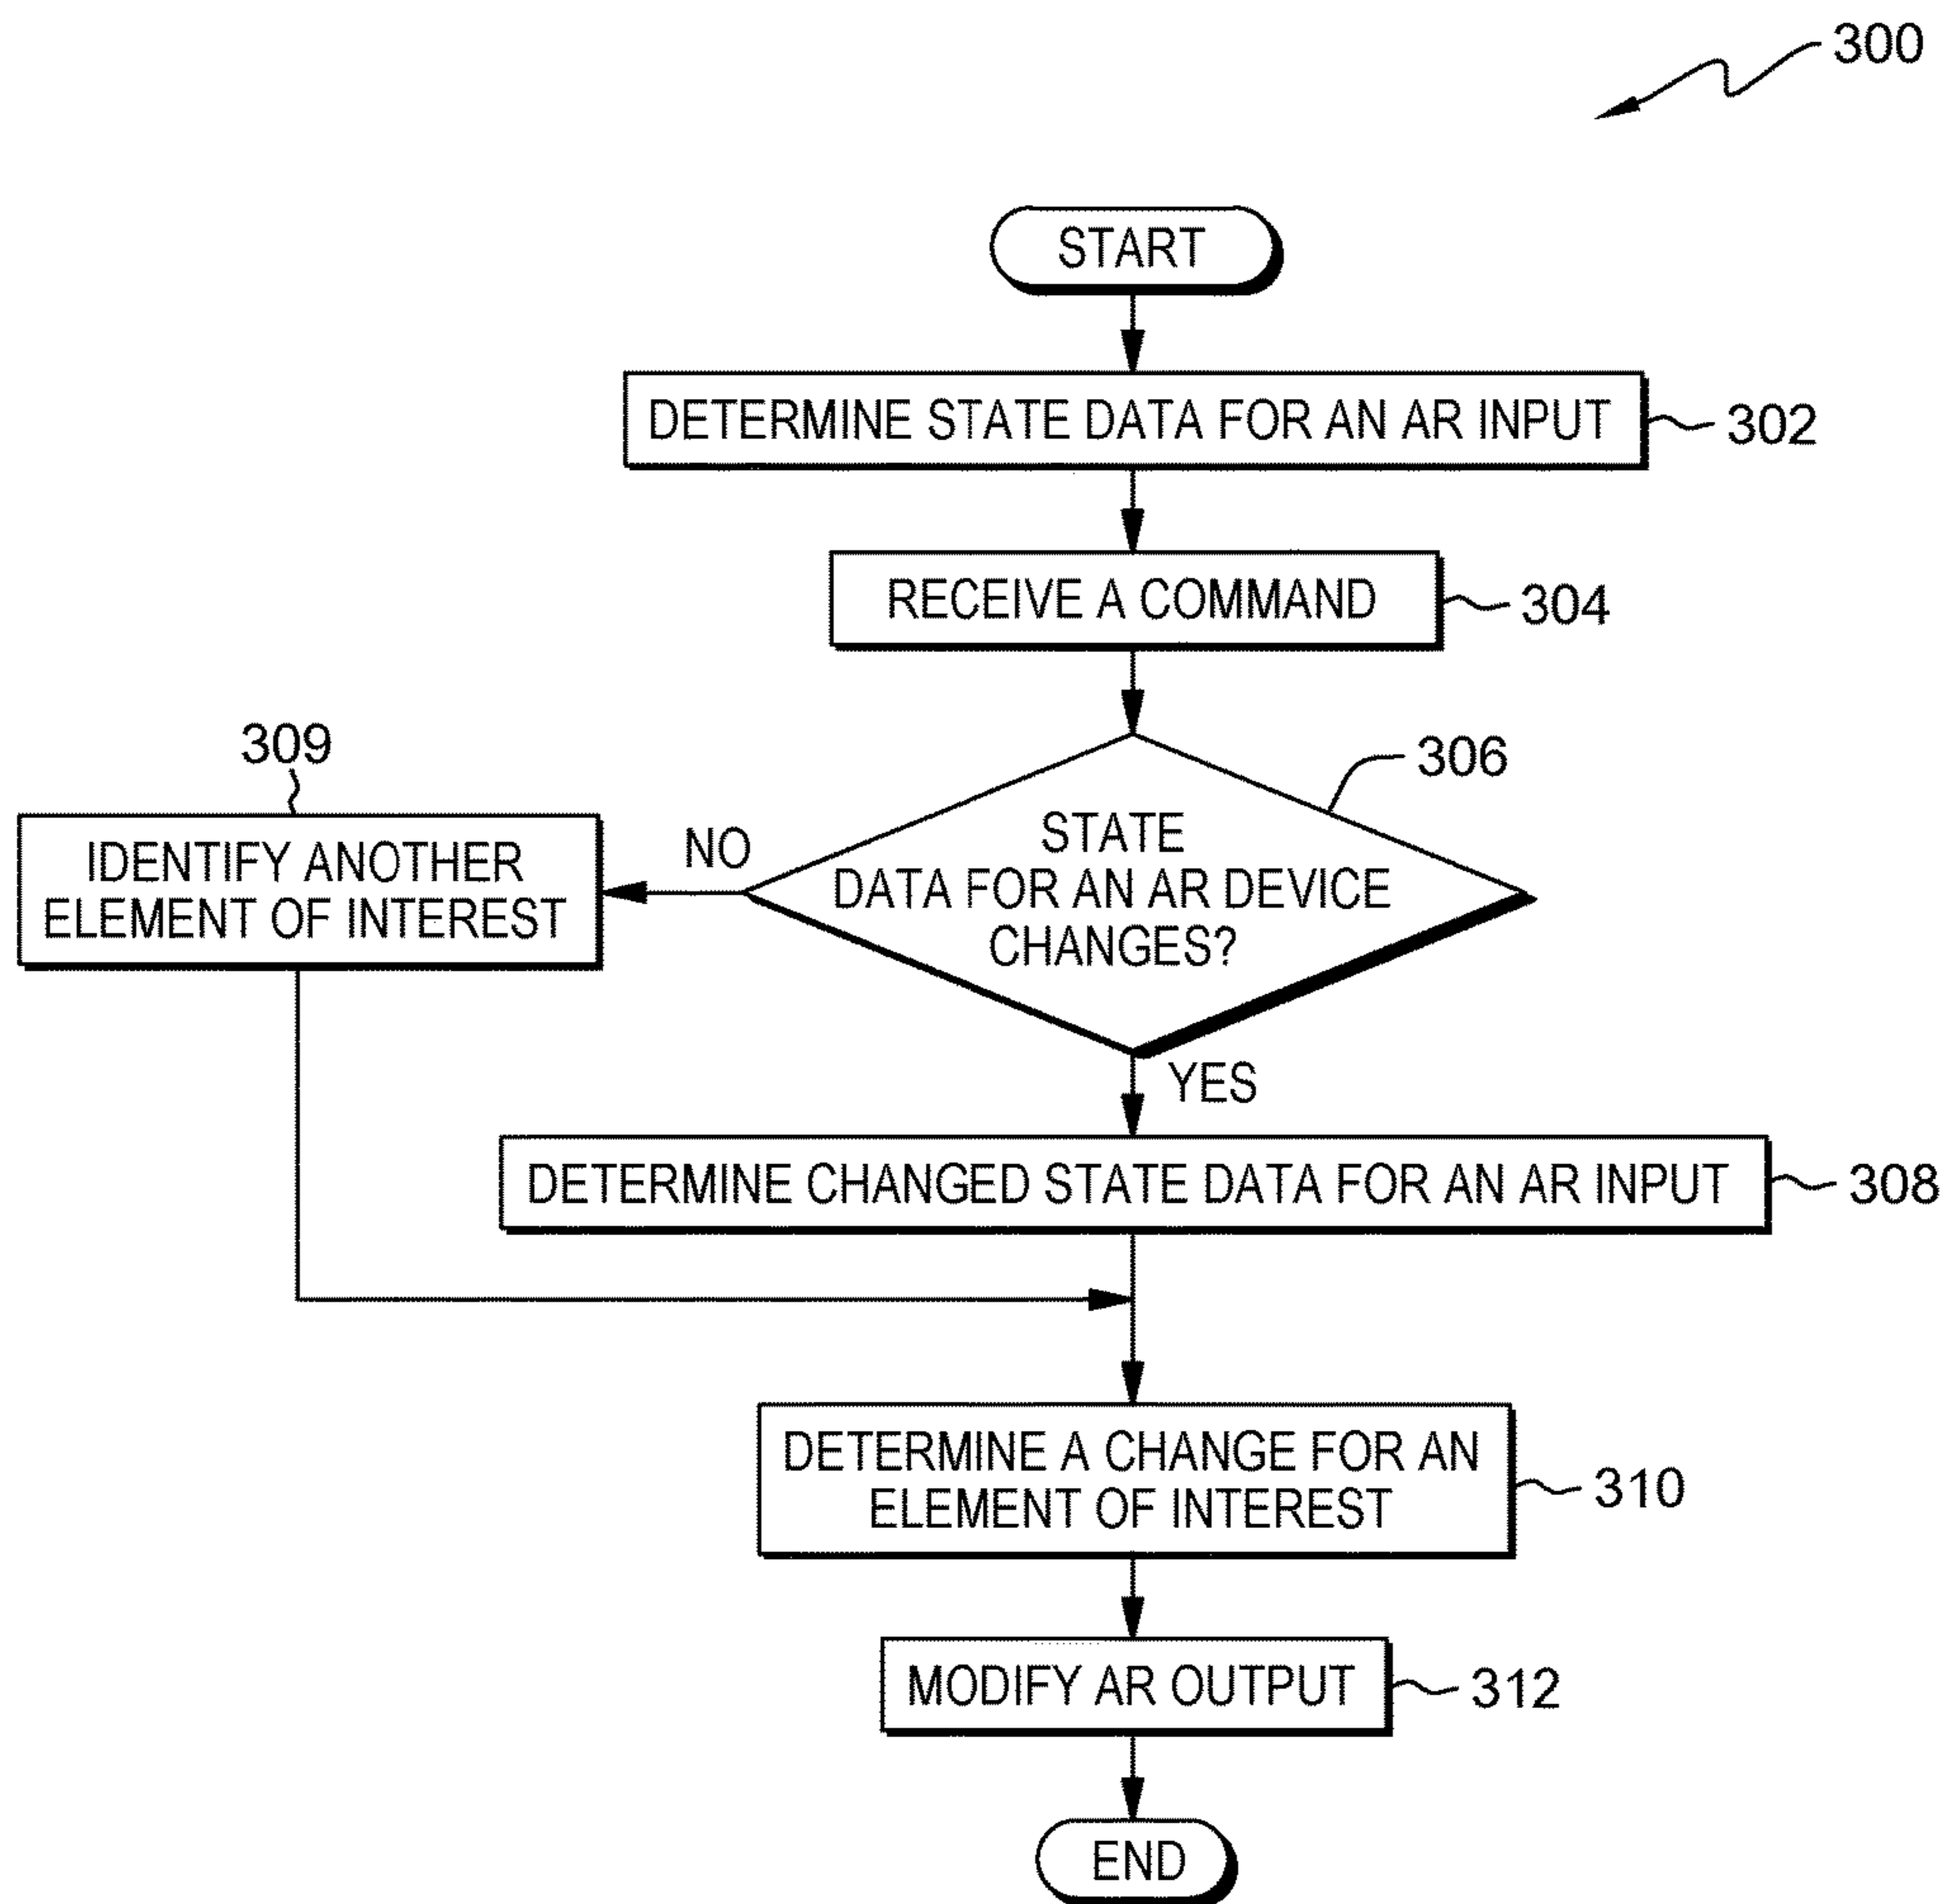 300
START
DETERMINE STATE DATA FOR AN AR INPUT
302
RECEIVE A COMMAND
304
309
306
IDENTIFY ANOTHER
ELEMENT OF INTEREST
NO
STATE
DATA FOR AN AR DEVICE
CHANGES?
YES
DETERMINE CHANGED STATE DATA FOR AN AR INPUT
308
DETERMINE A CHANGE FOR AN
ELEMENT OF INTEREST
310
MODIFY AR OUTPUT
312
END